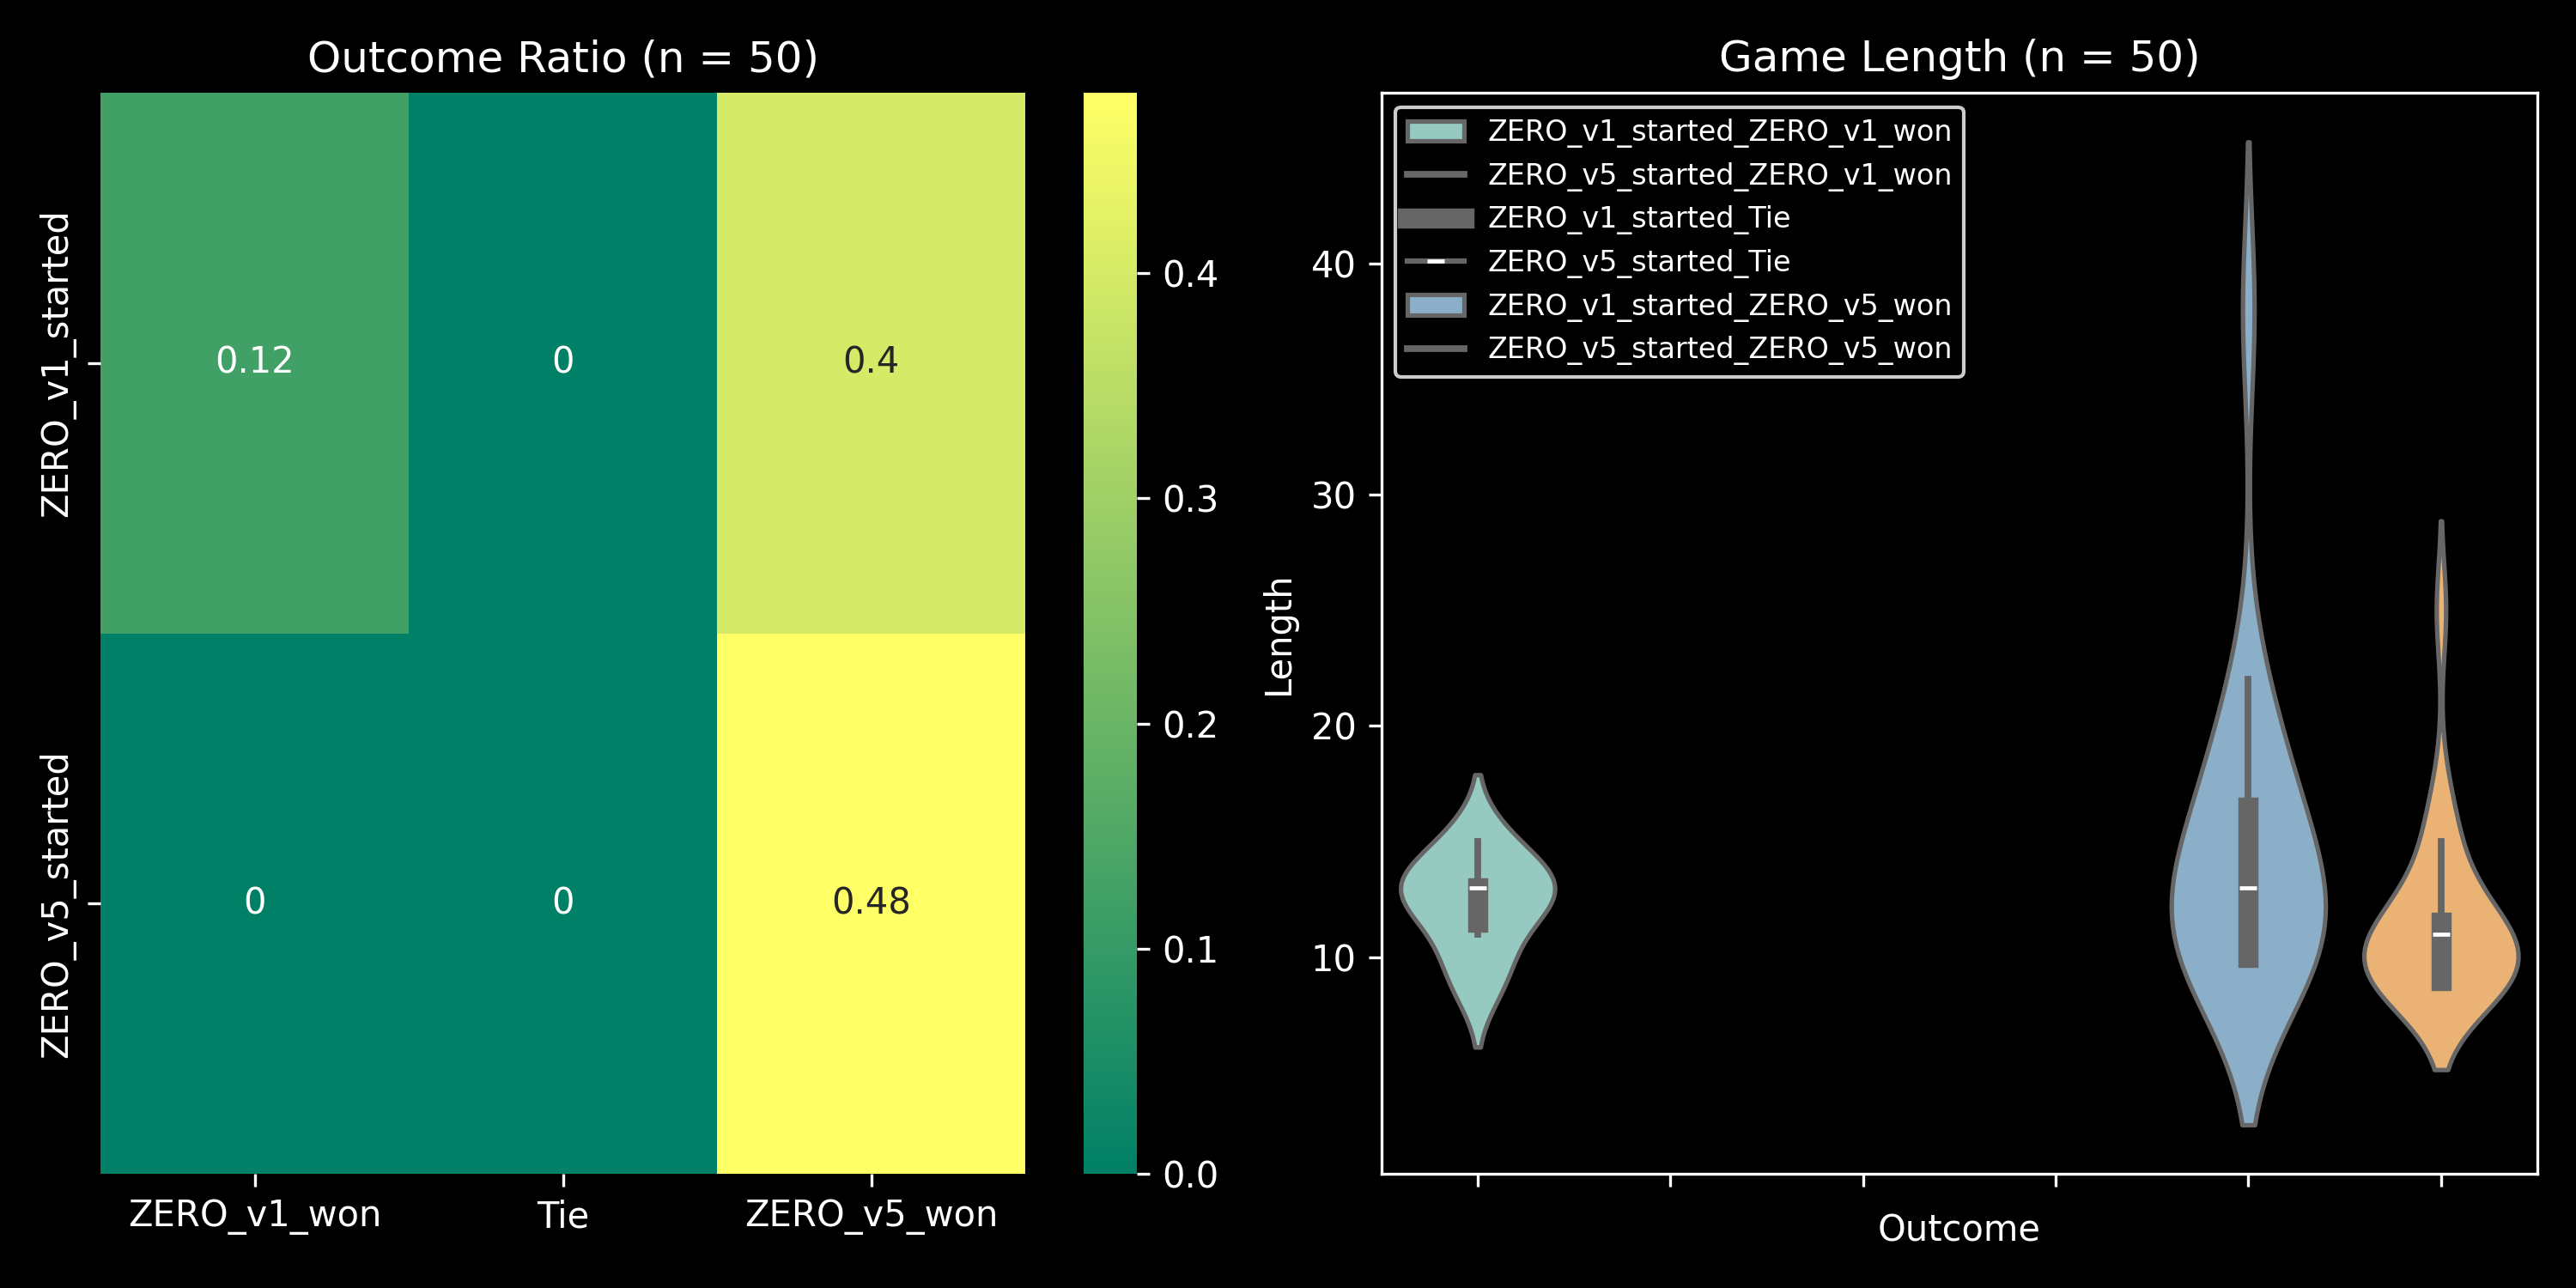 Outcome Ratio (n = 50)
ZERO_v1_started
ZERO_v5_started
0.12
0
0.4
0
0
0.48
ZERO_v1_won
Tie
ZERO_v5_won
0.4
0.3
0.2
0.1
0.0
Game Length (n = 50)
ZERO_v1_started_ZERO_v1_won
ZERO_v5_started_ZERO_v1_won
ZERO_v1_started_Tie
ZERO_v5_started_Tie
ZERO_v1_started_ZERO_v5_won
ZERO_v5_started_ZERO_v5_won
Length
40
30
20
10
Outcome